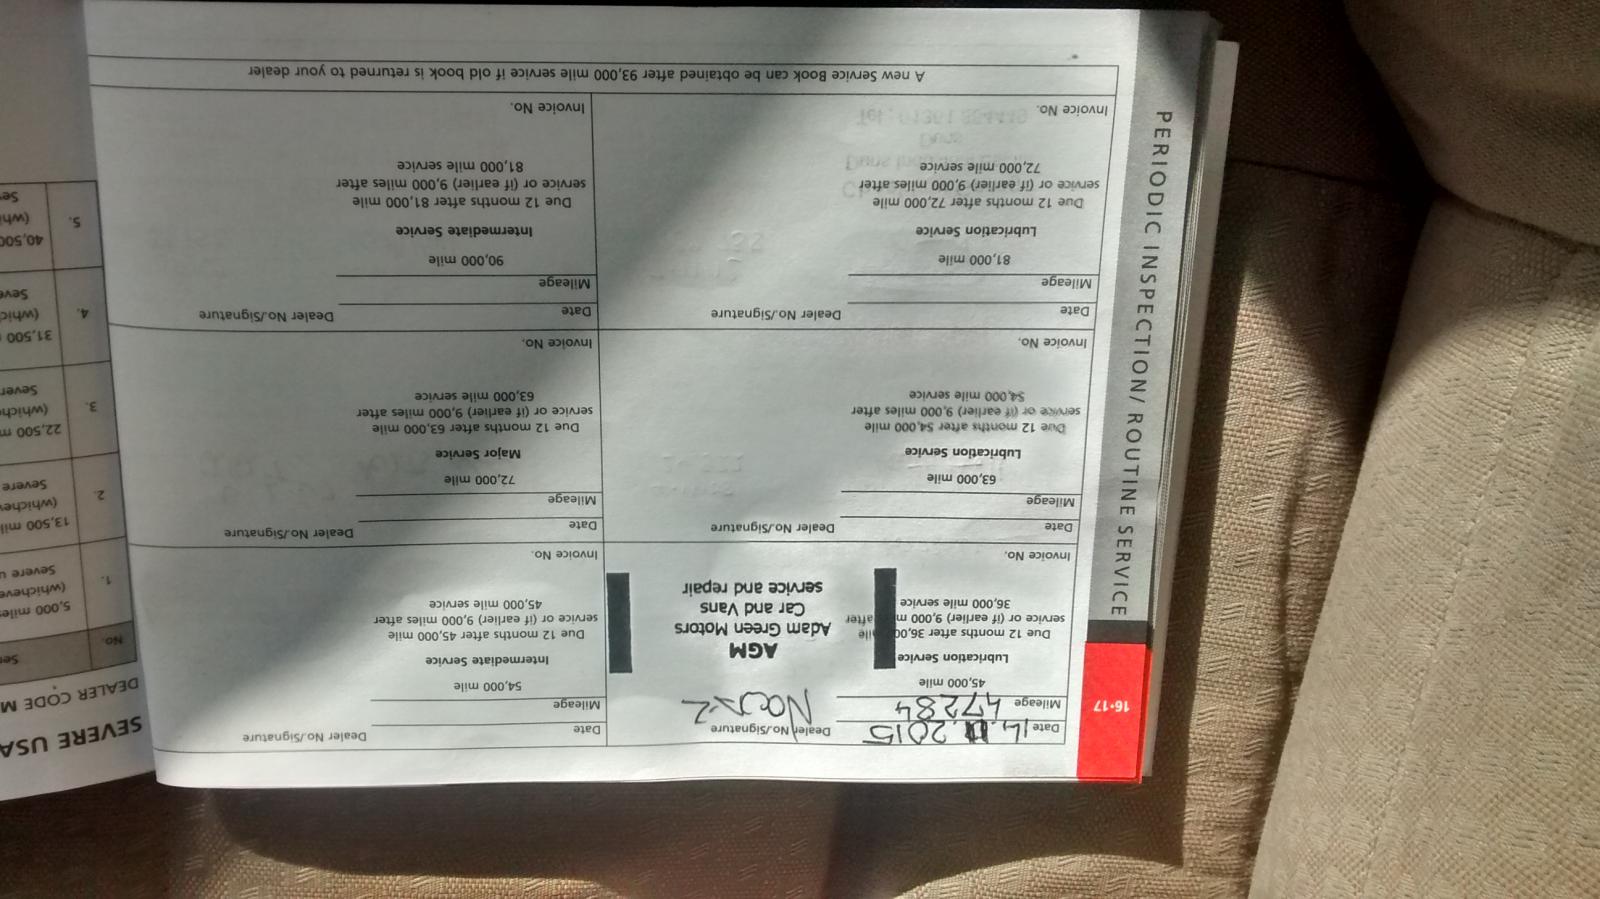 PERIODIC INSPECTION/ ROUTINE SERVICE
16•17
Date 14.11.2015
Dealer No./Signature
Mileage 47284
45,000 mile
Lubrication Service
Due 12 months after 36,000 mile
service or (if earlier) 9,000 m after
36,000 mile service
Invoice No.
AGM
Adam Green Motors
Car and Vans
service and repair
Date
Dealer No./Signature
Mileage
54,000 mile
Intermediate Service
Due 12 months after 45,000 mile
service or (if earlier) 9,000 miles after
45,000 mile service
Invoice No.
Date
Dealer No./Signature
Mileage
63,000 mile
Lubrication Service
Due 12 months after 54,000 mile
service or (if earlier) 9,000 miles after
54,000 mile service
Invoice No.
Date
Dealer No./Signature
Mileage
72,000 mile
Major Service
Due 12 months after 63,000 mile
service or (if earlier) 9,000 miles after
63,000 mile service
Invoice No.
Date
Dealer No./Signature
Mileage
81,000 mile
Lubrication Service
Due 12 months after 72,000 mile
service or (if earlier) 9,000 miles after
72,000 mile service
Invoice No.
Date
Dealer No./Signature
Mileage
90,000 mile
Intermediate Service
Due 12 months after 81,000 mile
service or (if earlier) 9,000 miles after
81,000 mile service
Invoice No.
A new Service Book can be obtained after 93,000 mile service if old book is returned to your dealer
SEVERE USA
DEALER CODE M
No. Ser
1. 5,000 miles
(whicheve
Severe u
2. 13,500 mil
(whichev
Severe
3. 22,500 m
(whiche
Sever
4. 31,500
(which
Seve
5. 40,500
(whi
Sev